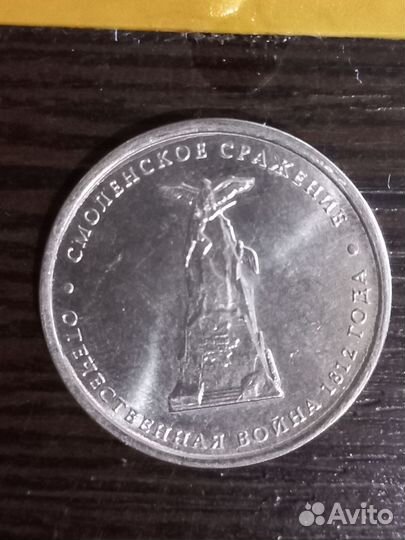 • СМОЛЕНСКОЕ СРАЖЕНИЕ •
ОТЕЧЕСТВЕННАЯ ВОЙНА 1812 ГОДА
Avito